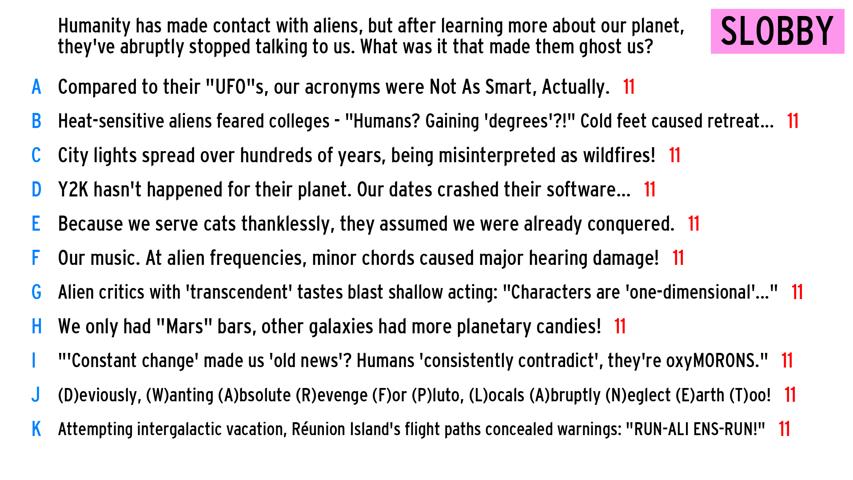 Humanity has made contact with aliens, but after learning more about our planet,
they've abruptly stopped talking to us. What was it that made them ghost us?
SLOBBY
A Compared to their "UFO"s, our acronyms were Not As Smart, Actually. 11
B Heat-sensitive aliens feared colleges - "Humans? Gaining 'degrees'?!" Cold feet caused retreat... 11
C City lights spread over hundreds of years, being misinterpreted as wildfires! 11
D Y2K hasn't happened for their planet. Our dates crashed their software... 11
E Because we serve cats thanklessly, they assumed we were already conquered. 11
F Our music. At alien frequencies, minor chords caused major hearing damage! 11
G Alien critics with 'transcendent' tastes blast shallow acting: "Characters are 'one-dimensional'..." 11
H We only had "Mars" bars, other galaxies had more planetary candies! 11
I "'Constant change' made us 'old news'? Humans 'consistently contradict', they're oxyMORONS." 11
J (D)eviously, (W)anting (A)bsolute (R)evenge (F)or (P)luto, (L)ocals (A)bruptly (N)eglect (E)arth (T)oo! 11
K Attempting intergalactic vacation, Réunion Island's flight paths concealed warnings: "RUN-ALI ENS-RUN!" 11